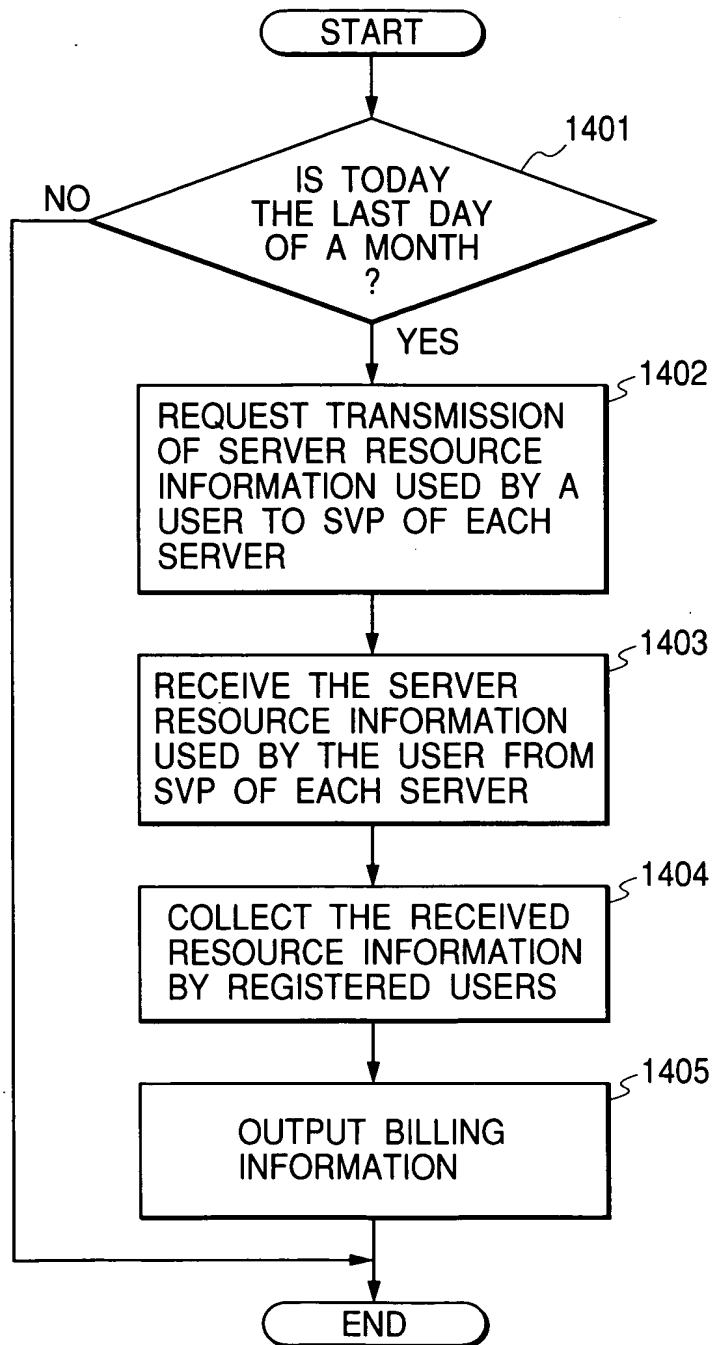 START
1401
IS TODAY
THE LAST DAY
OF A MONTH
?
NO
YES
1402
REQUEST TRANSMISSION
OF SERVER RESOURCE
INFORMATION USED BY A
USER TO SVP OF EACH
SERVER
1403
RECEIVE THE SERVER
RESOURCE INFORMATION
USED BY THE USER FROM
SVP OF EACH SERVER
1404
COLLECT THE RECEIVED
RESOURCE INFORMATION
BY REGISTERED USERS
1405
OUTPUT BILLING
INFORMATION
END